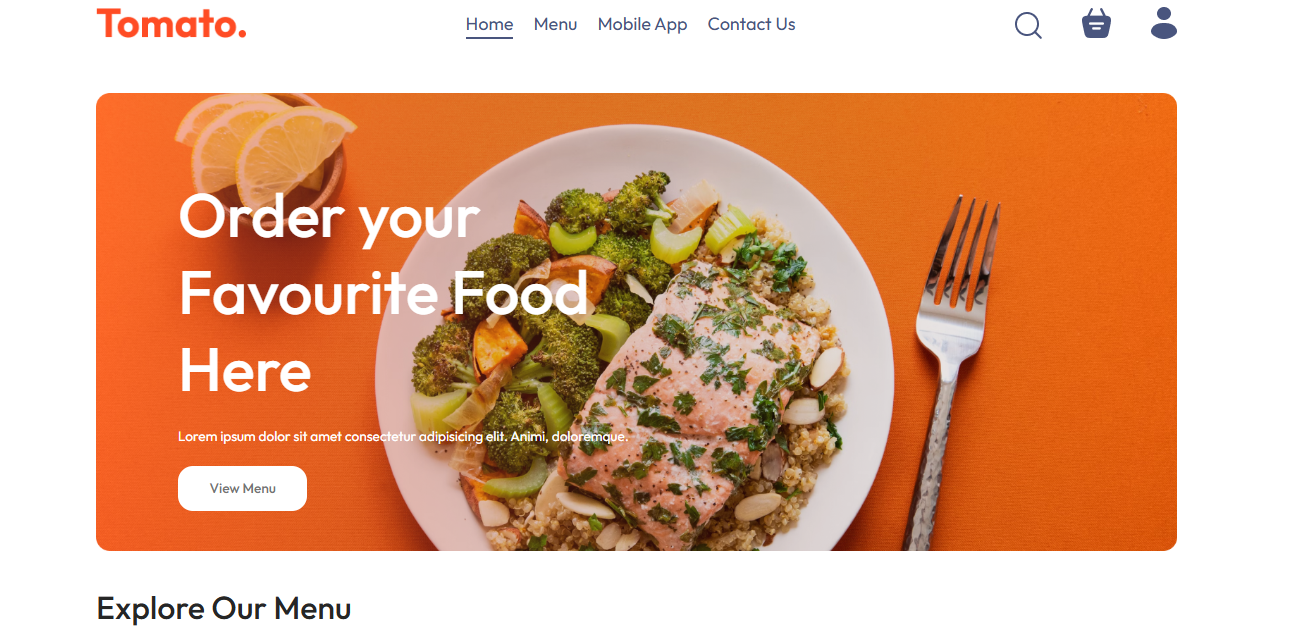 Tomato.
Home Menu Mobile App Contact Us
Order your
Favourite Food
Here
Lorem ipsum dolor sit amet consectetur adipisicing elit. Animi, doloremque.
View Menu
Explore Our Menu